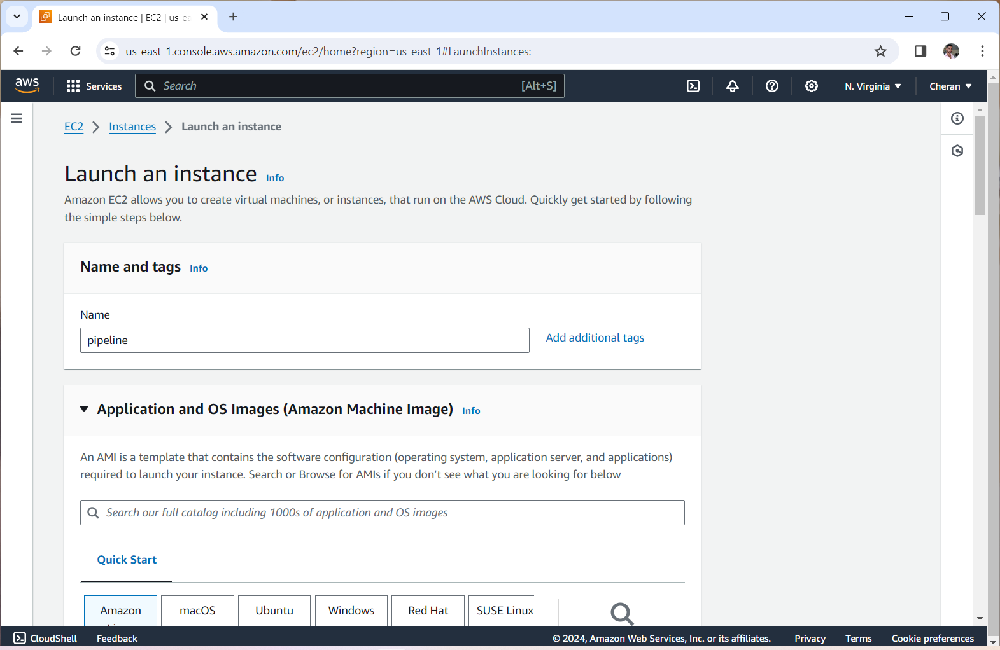 Launch an instance | EC2 | us-ea
us-east-1.console.aws.amazon.com/ec2/home?region=us-east-1#LaunchInstances:
aws
Services
Search
[Alt+S]
N. Virginia
Cheran
EC2
Instances
Launch an instance
Launch an instance Info
Amazon EC2 allows you to create virtual machines, or instances, that run on the AWS Cloud. Quickly get started by following
the simple steps below.
Name and tags Info
Name
pipeline
Add additional tags
Application and OS Images (Amazon Machine Image) Info
An AMI is a template that contains the software configuration (operating system, application server, and applications)
required to launch your instance. Search or Browse for AMIs if you don’t see what you are looking for below
Search our full catalog including 1000s of application and OS images
Quick Start
Amazon
macOS
Ubuntu
Windows
Red Hat
SUSE Linux
CloudShell
Feedback
© 2024, Amazon Web Services, Inc. or its affiliates.
Privacy
Terms
Cookie preferences